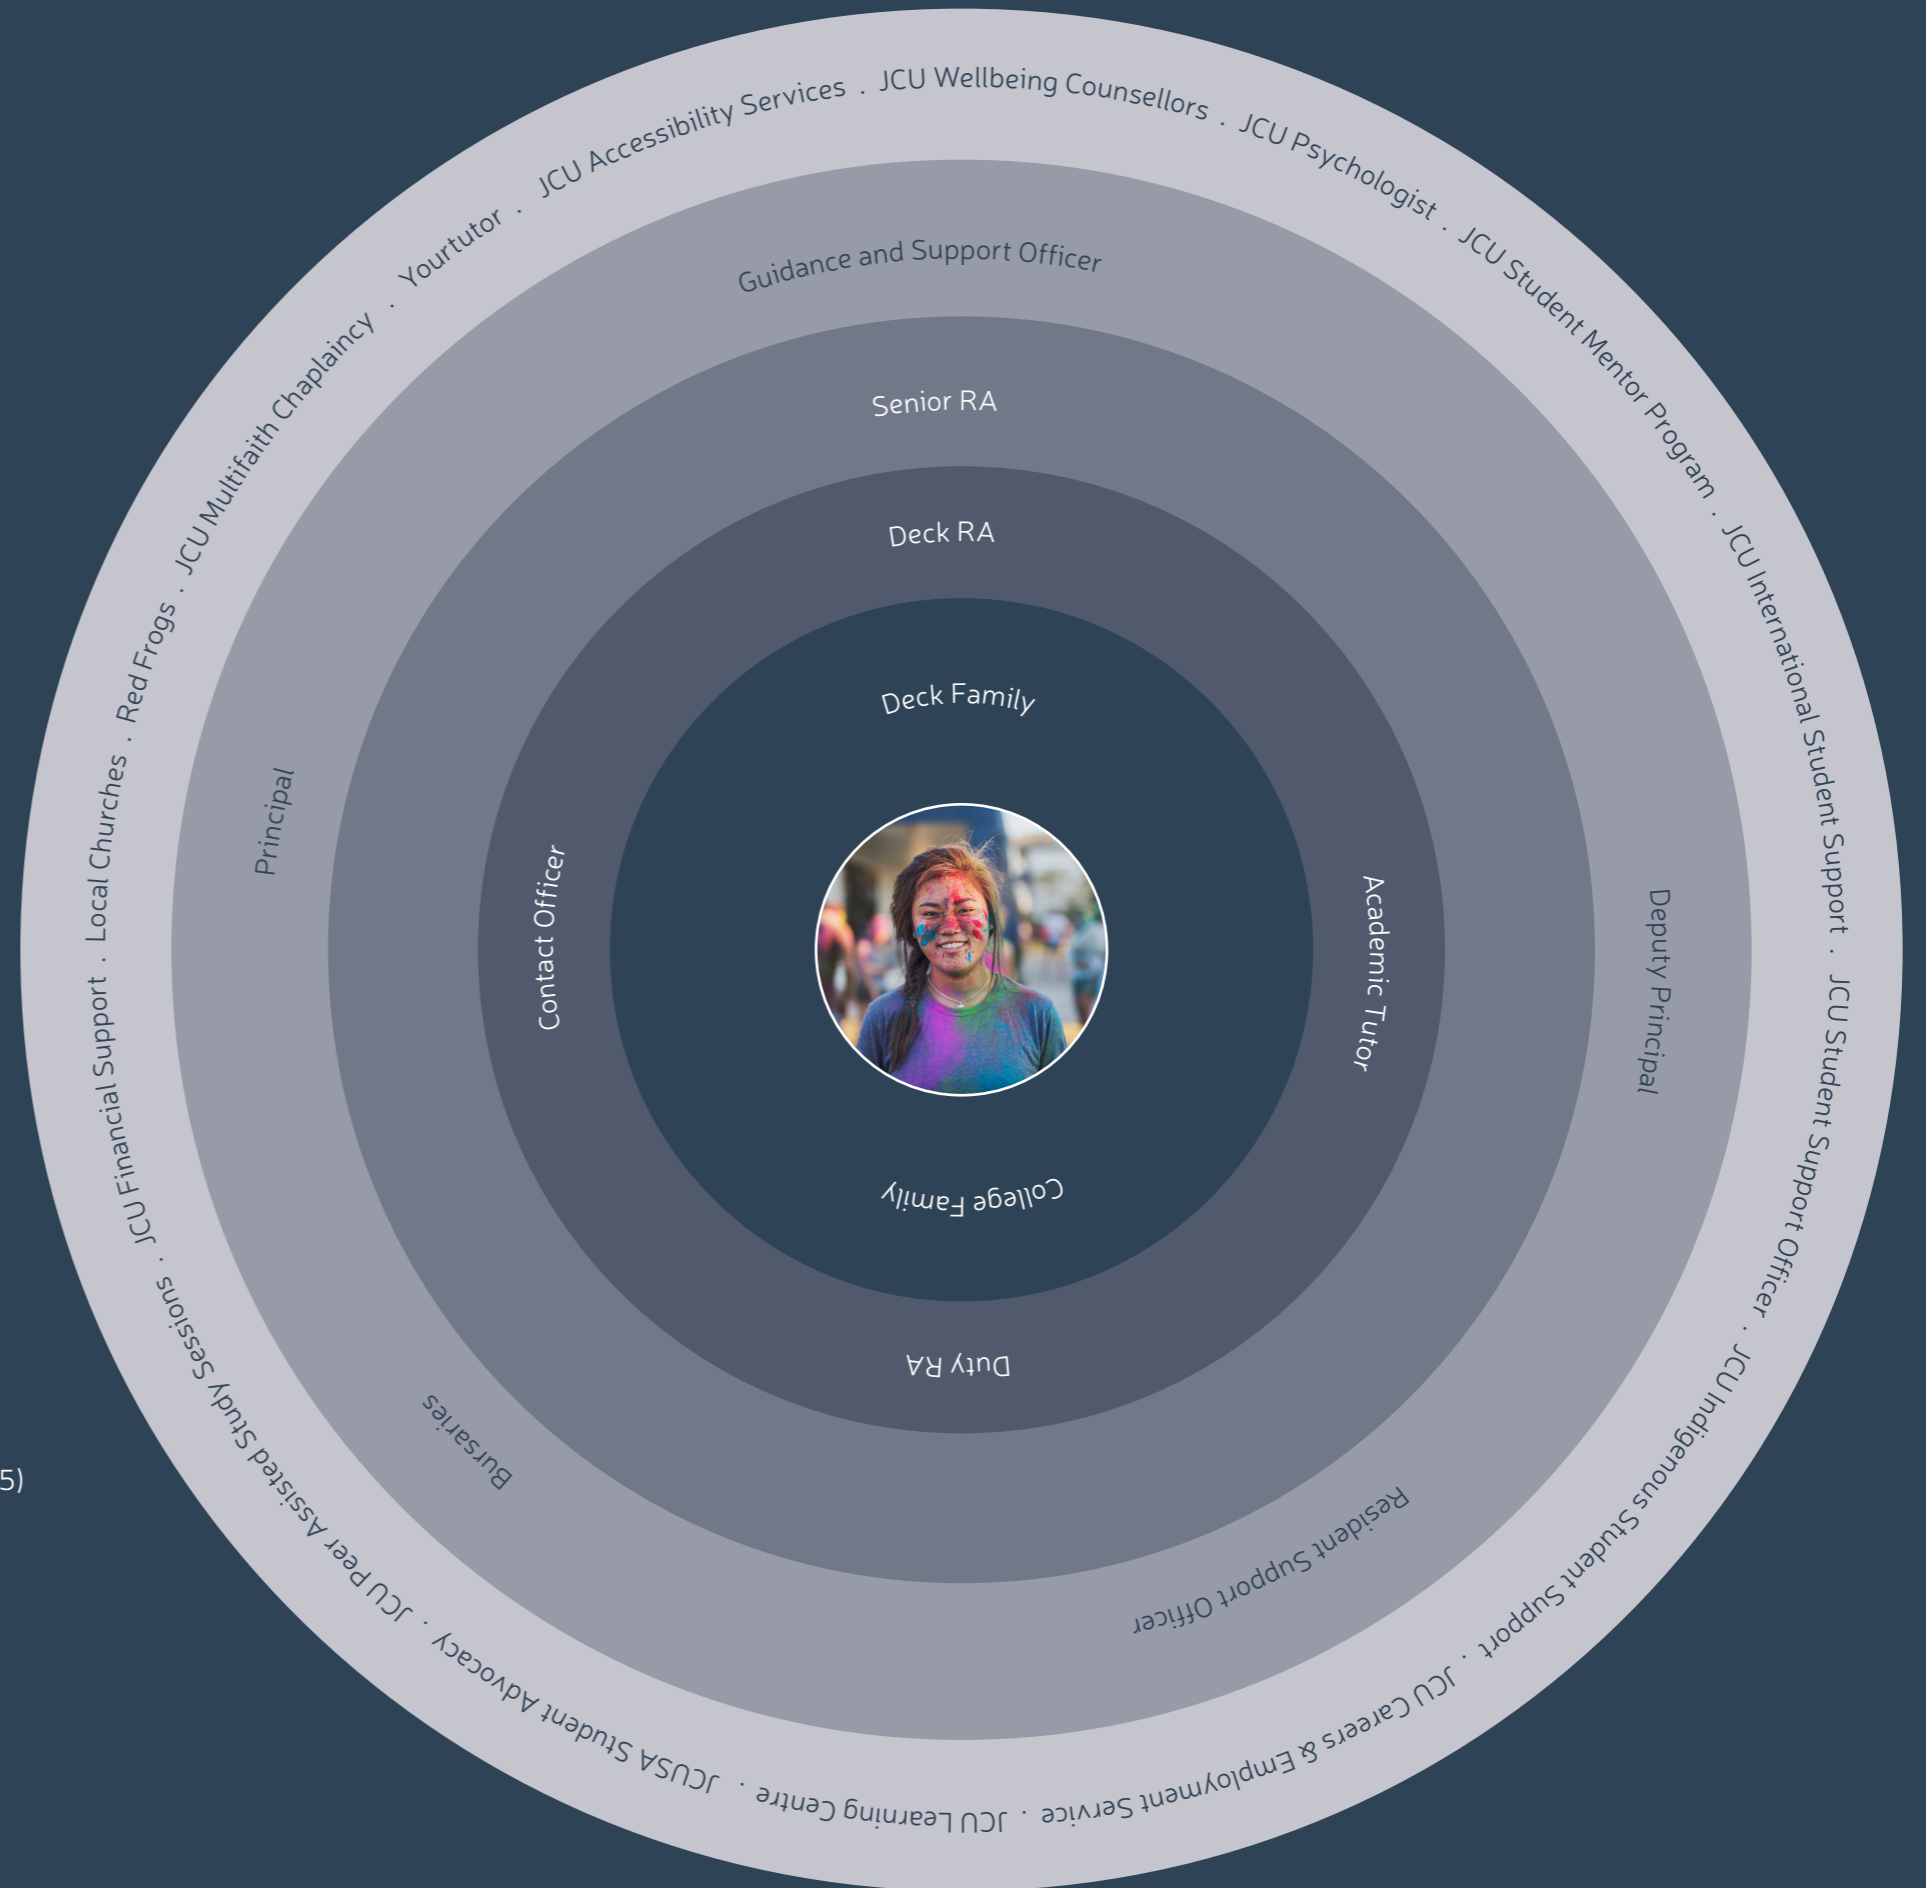 JCU Wellbeing Counsellors . JCU Psychologist . JCU Student Mentor Program . JCU International Student Support . JCU Student Support Officer . JCU Indigenous Student Support . JCU Careers & Employment Service . JCU Learning Centre . JCUSA Student Advocacy . JCU Peer Assisted Study Sessions . JCU Financial Support . Local Churches . Red Frogs . JCU Multifaith Chaplaincy . Yourtutor . JCU Accessibility Services .
Guidance and Support Officer
Deputy Principal
Resident Support Officer
Bursaries
Principal
Senior RA
Deck RA
Academic Tutor
Duty RA
Contact Officer
Deck Family
College Family
5)